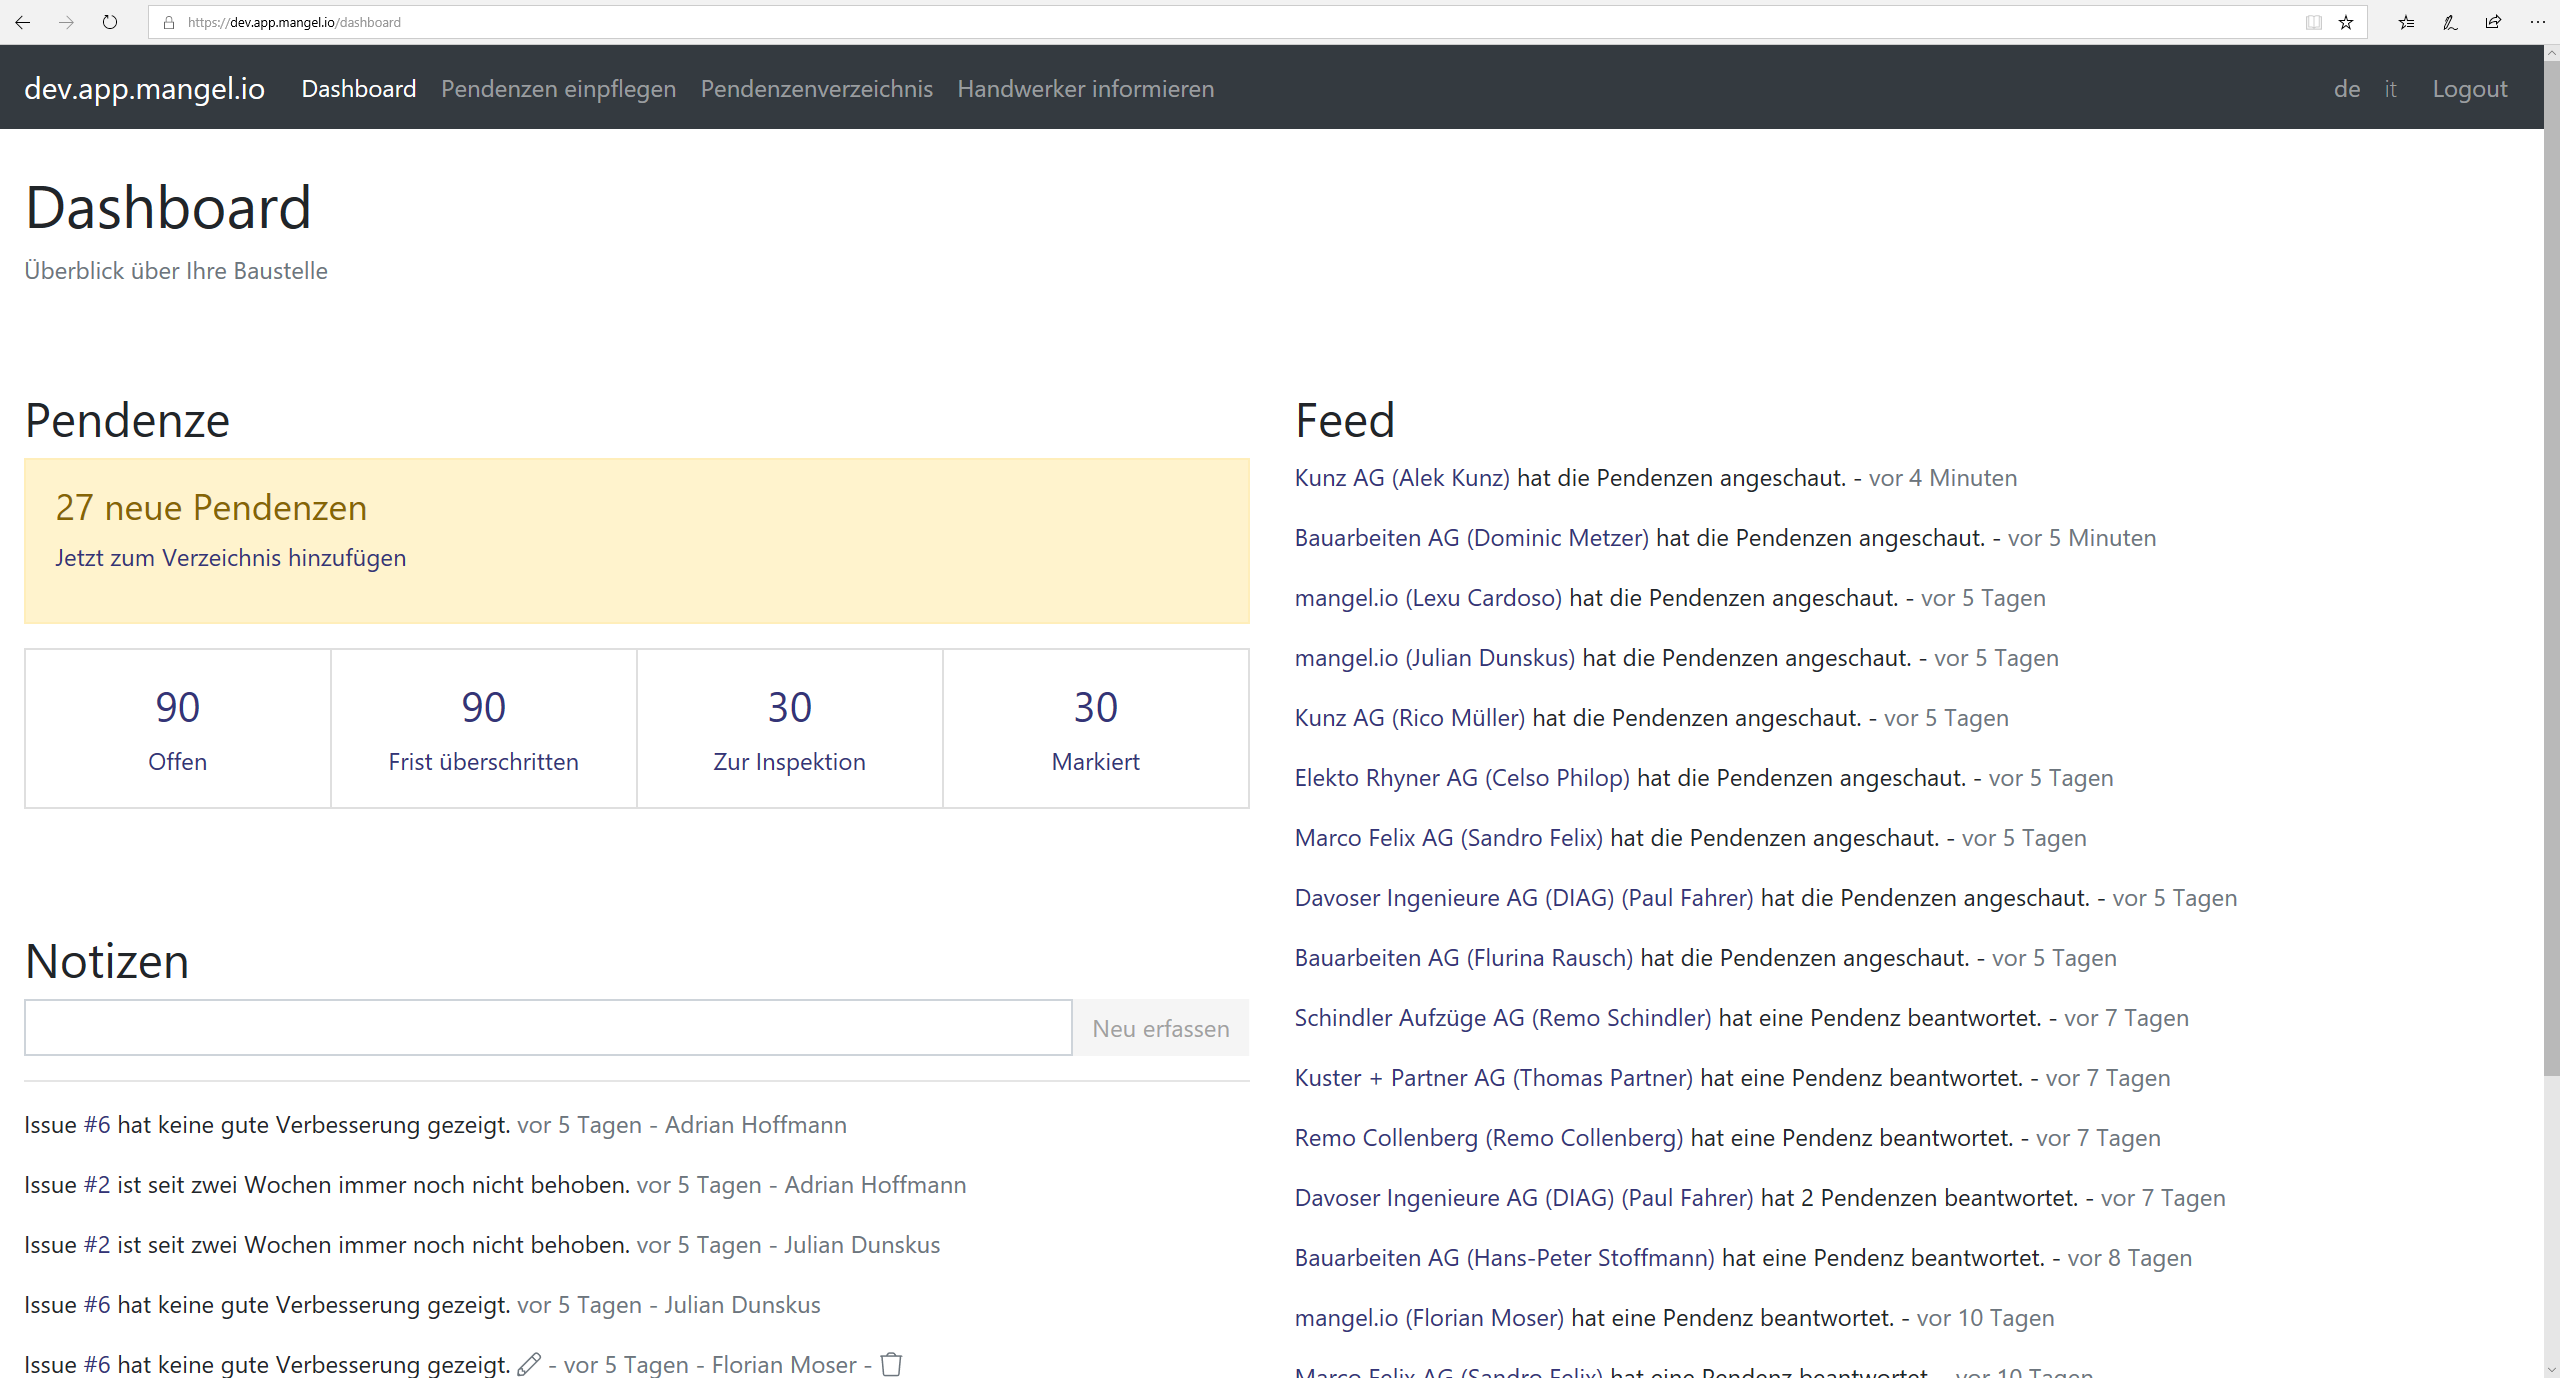 https://dev.app.mangel.io/dashboard
dev.app.mangel.io Dashboard Pendenzen einpflegen Pendenzenverzeichnis Handwerker informieren de it Logout
Dashboard
Überblick über Ihre Baustelle
Pendenze
27 neue Pendenzen
Jetzt zum Verzeichnis hinzufügen
90 90 30 30
Offen Frist überschritten Zur Inspektion Markiert
Notizen
Neu erfassen
Issue #6 hat keine gute Verbesserung gezeigt. vor 5 Tagen - Adrian Hoffmann
Issue #2 ist seit zwei Wochen immer noch nicht behoben. vor 5 Tagen - Adrian Hoffmann
Issue #2 ist seit zwei Wochen immer noch nicht behoben. vor 5 Tagen - Julian Dunskus
Issue #6 hat keine gute Verbesserung gezeigt. vor 5 Tagen - Julian Dunskus
Issue #6 hat keine gute Verbesserung gezeigt. - vor 5 Tagen - Florian Moser -
Feed
Kunz AG (Alek Kunz) hat die Pendenzen angeschaut. - vor 4 Minuten
Bauarbeiten AG (Dominic Metzer) hat die Pendenzen angeschaut. - vor 5 Minuten
mangel.io (Lexu Cardoso) hat die Pendenzen angeschaut. - vor 5 Tagen
mangel.io (Julian Dunskus) hat die Pendenzen angeschaut. - vor 5 Tagen
Kunz AG (Rico Müller) hat die Pendenzen angeschaut. - vor 5 Tagen
Elekto Rhyner AG (Celso Philop) hat die Pendenzen angeschaut. - vor 5 Tagen
Marco Felix AG (Sandro Felix) hat die Pendenzen angeschaut. - vor 5 Tagen
Davoser Ingenieure AG (DIAG) (Paul Fahrer) hat die Pendenzen angeschaut. - vor 5 Tagen
Bauarbeiten AG (Flurina Rausch) hat die Pendenzen angeschaut. - vor 5 Tagen
Schindler Aufzüge AG (Remo Schindler) hat eine Pendenz beantwortet. - vor 7 Tagen
Kuster + Partner AG (Thomas Partner) hat eine Pendenz beantwortet. - vor 7 Tagen
Remo Collenberg (Remo Collenberg) hat eine Pendenz beantwortet. - vor 7 Tagen
Davoser Ingenieure AG (DIAG) (Paul Fahrer) hat 2 Pendenzen beantwortet. - vor 7 Tagen
Bauarbeiten AG (Hans-Peter Stoffmann) hat eine Pendenz beantwortet. - vor 8 Tagen
mangel.io (Florian Moser) hat eine Pendenz beantwortet. - vor 10 Tagen
Marco Felix AG (Sandro Felix) hat eine Pendenz beantwortet. - vor 10 Tagen